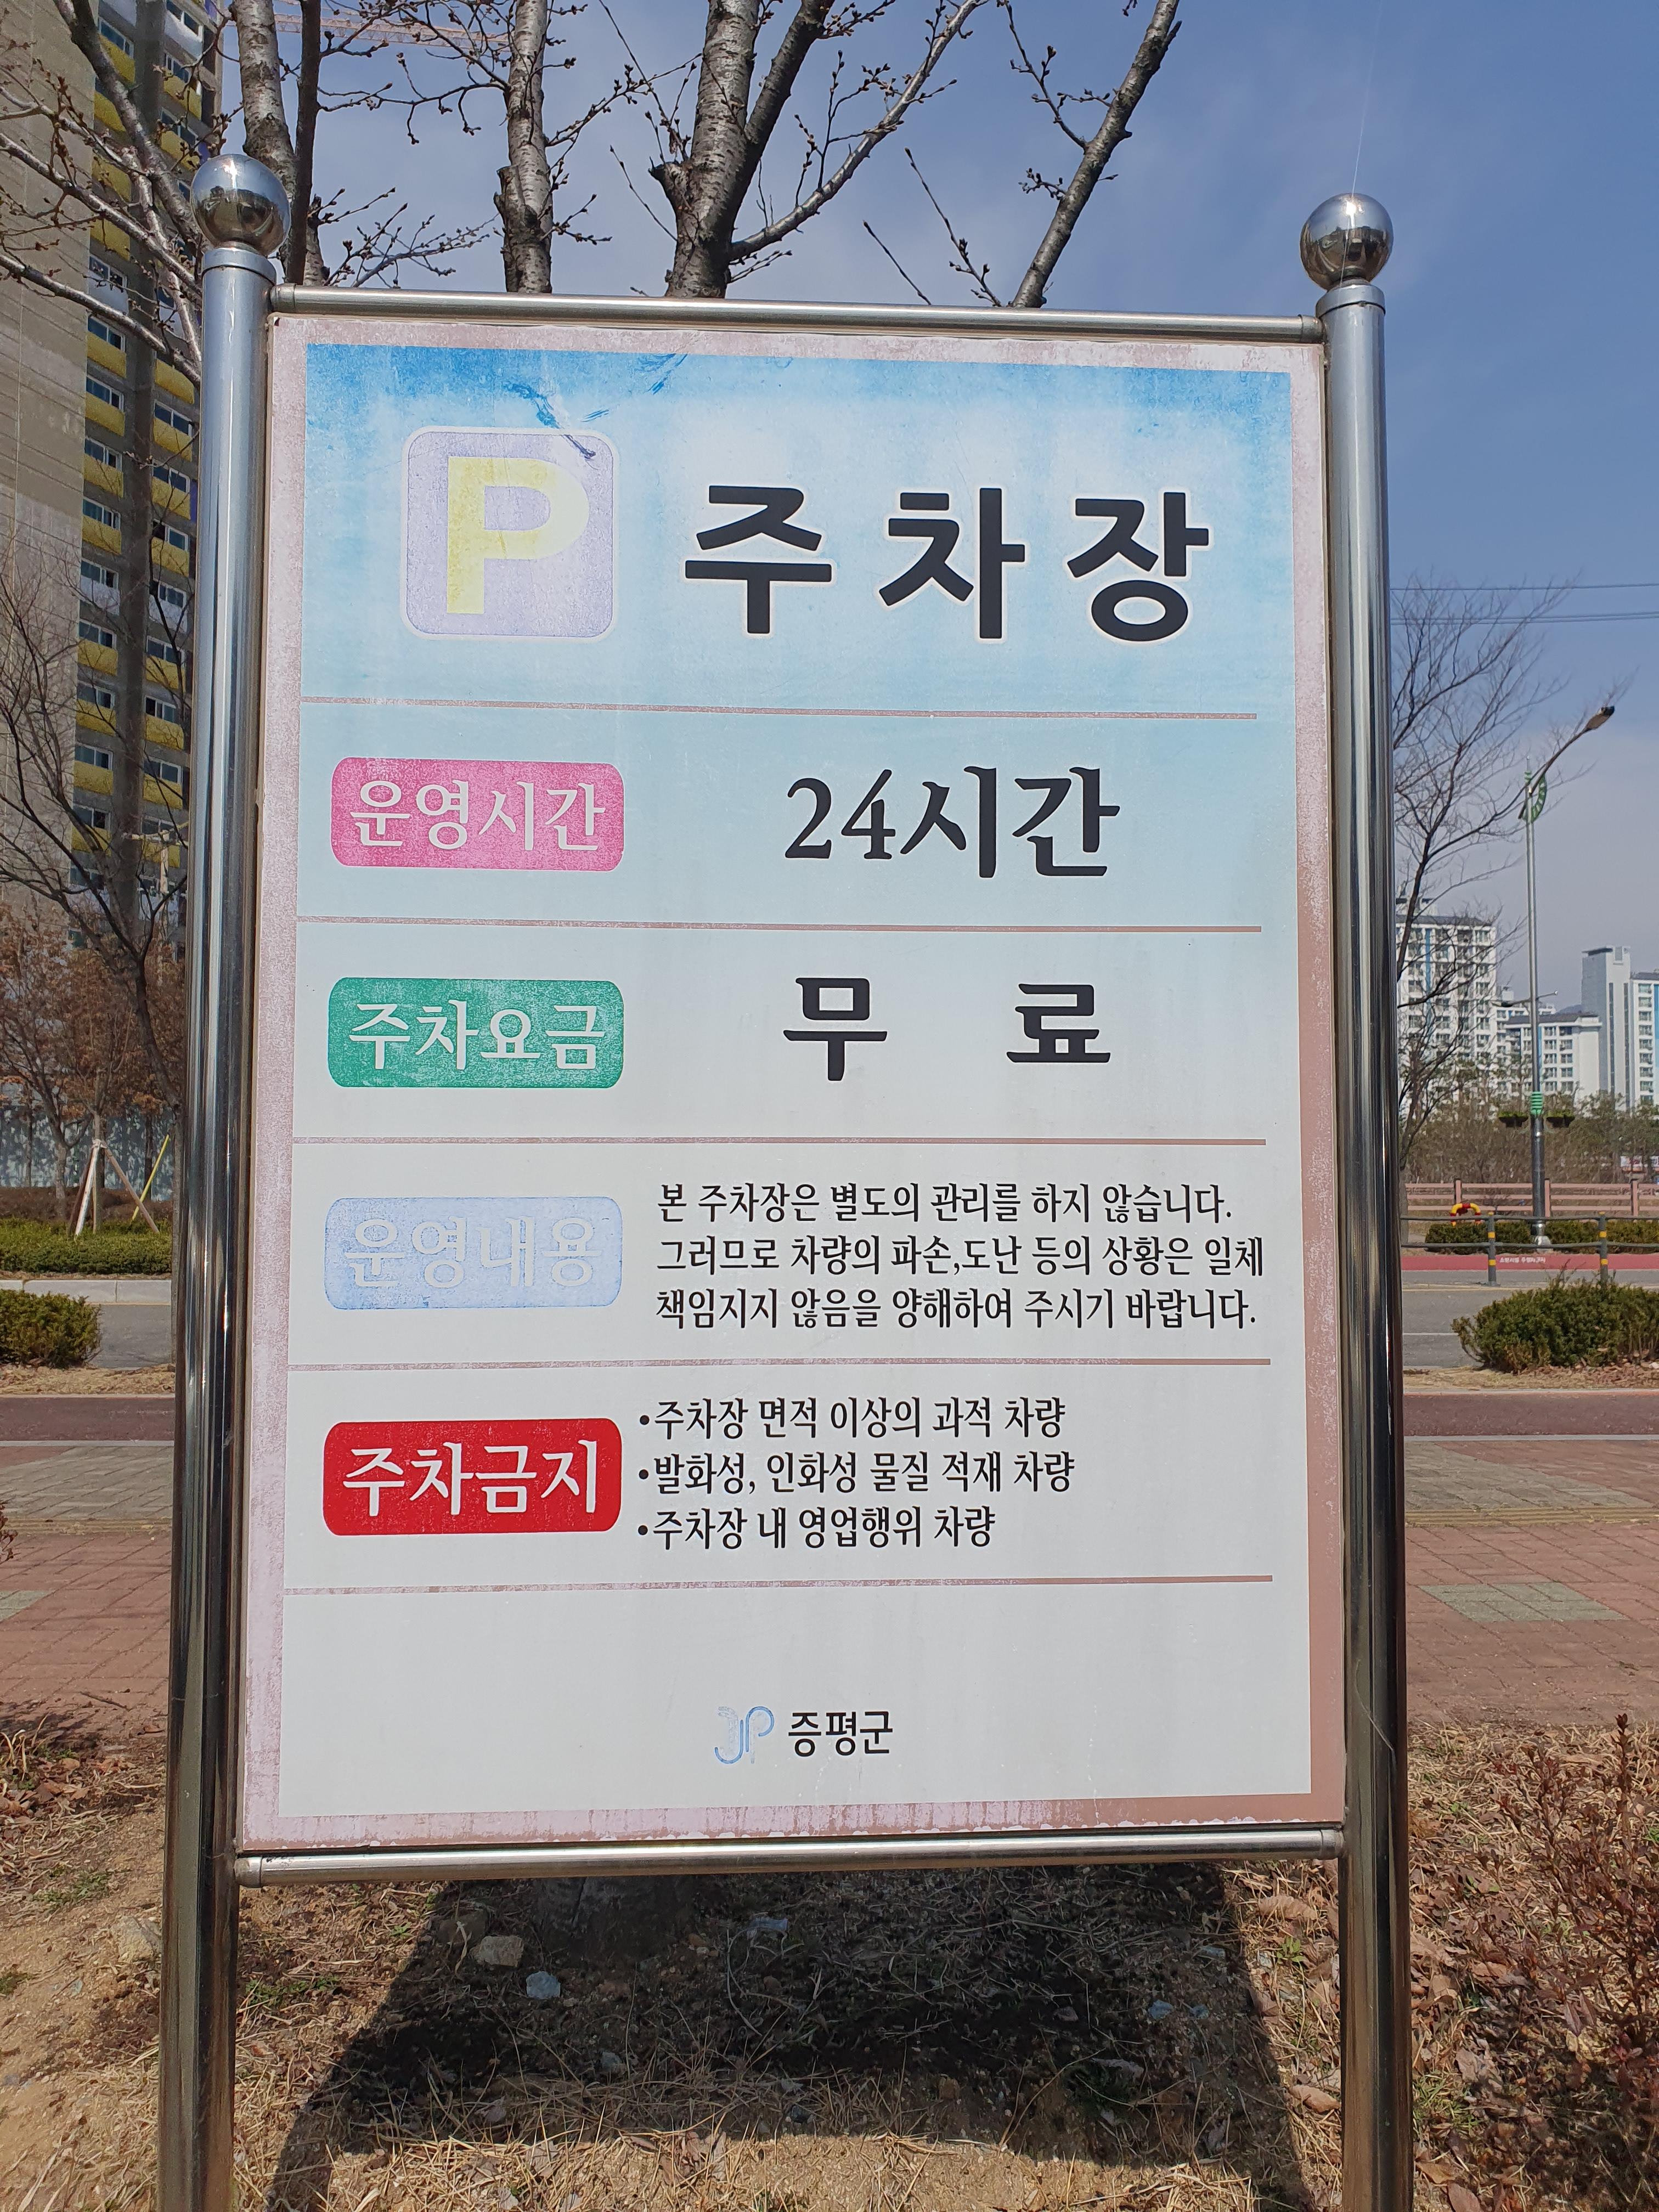 P 주차장
운영시간 24시간
주차요금 무 료
운영내용
본 주차장은 별도의 관리를 하지 않습니다.
그러므로 차량의 파손,도난 등의 상황은 일체
책임지지 않음을 양해하여 주시기 바랍니다.
주차금지
•주차장 면적 이상의 과적 차량
•발화성, 인화성 물질 적재 차량
•주차장 내 영업행위 차량
JP 증평군